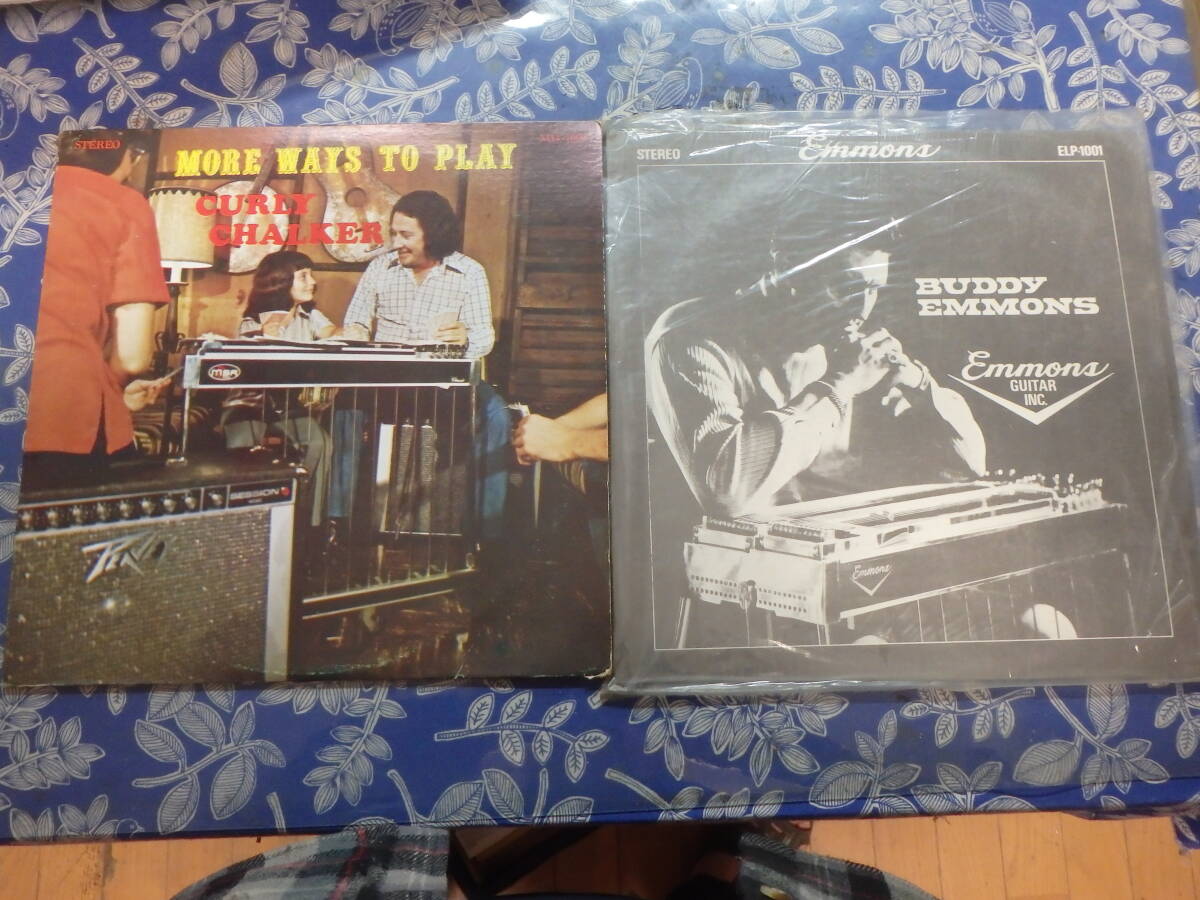 STEREO
MORE WAYS TO PLAY
CURLY
CHALKER
MSA
SESSION
PEAVEY
STEREO
Emmons
ELP-1001
BUDDY
EMMONS
Emmons
GUITAR
INC.
Emmons